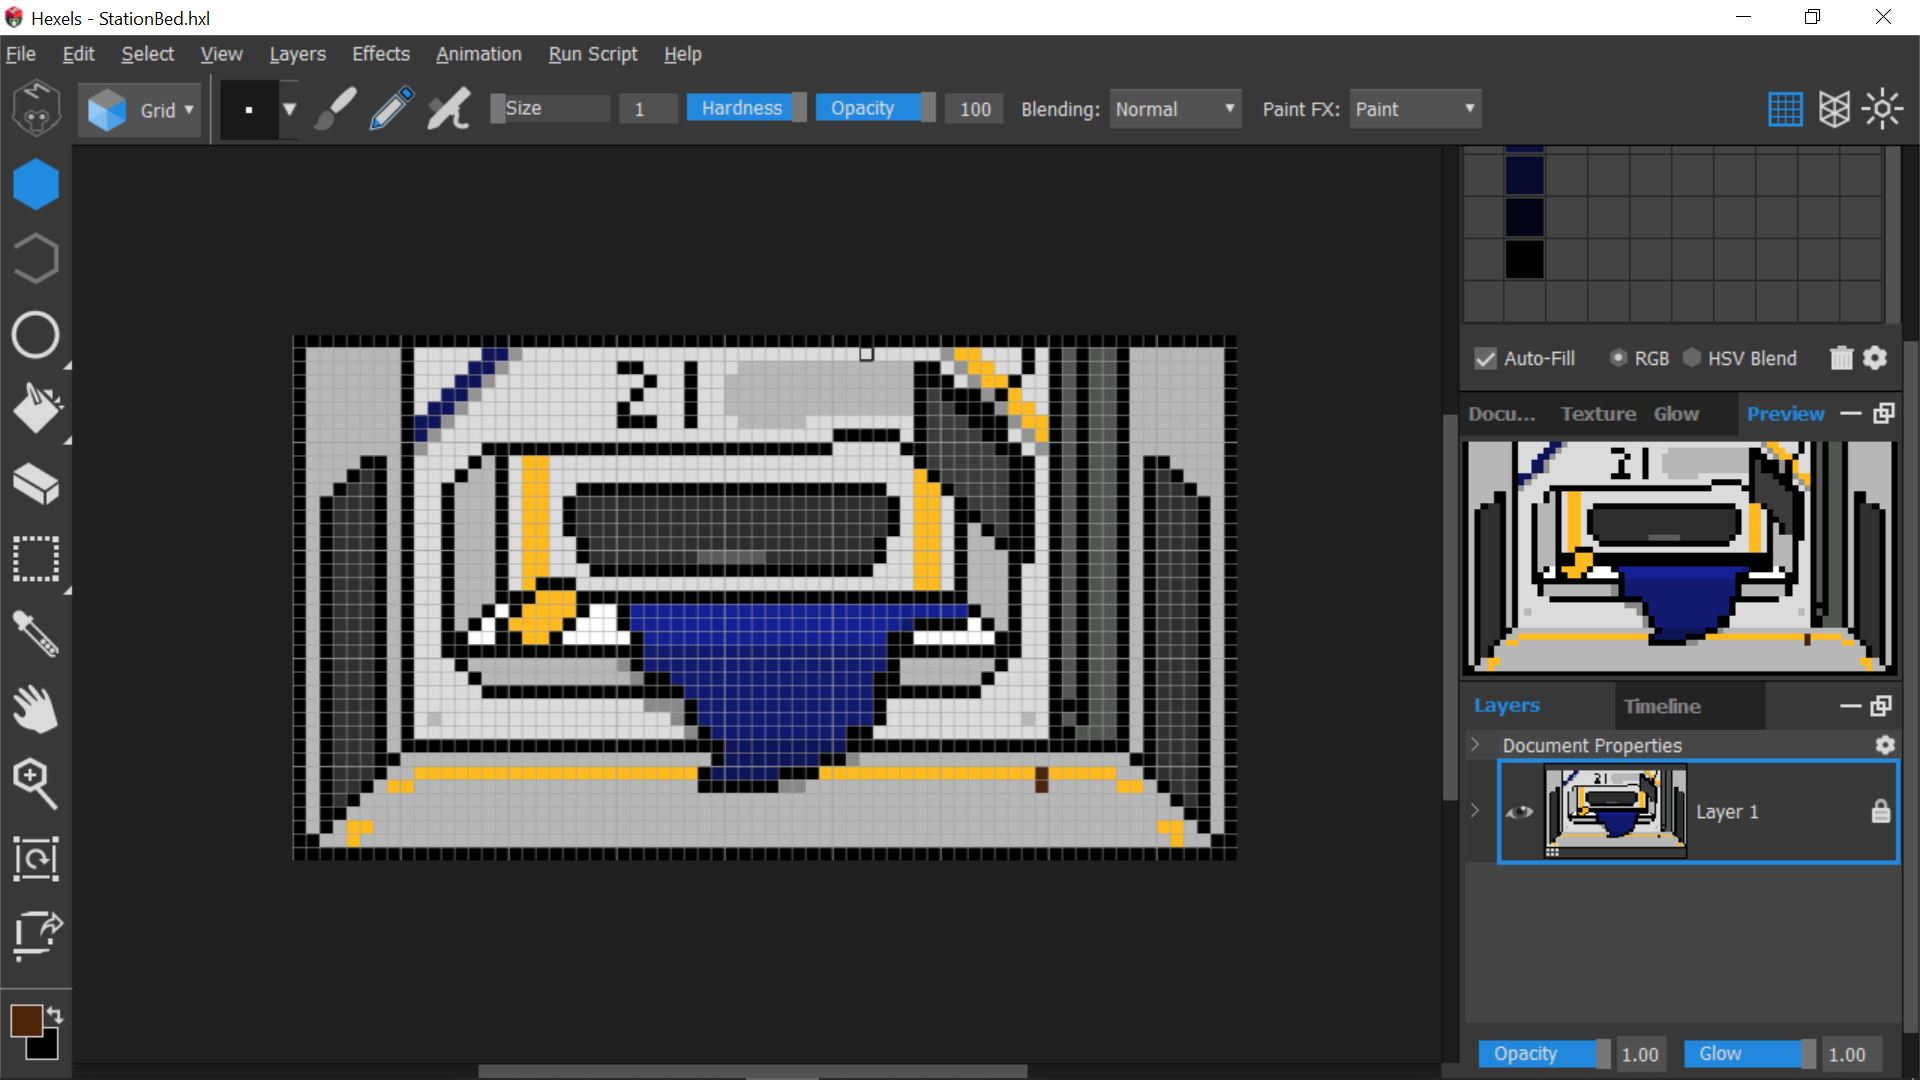 Hexels - StationBed.hxl
File Edit Select View Layers Effects Animation Run Script Help
Grid Size 1 Hardness Opacity 100 Blending: Normal Paint FX: Paint
Auto-Fill RGB HSV Blend
Docu... Texture Glow Preview
21
21
Layers Timeline
Document Properties
21
Layer 1
Opacity 1.00 Glow 1.00